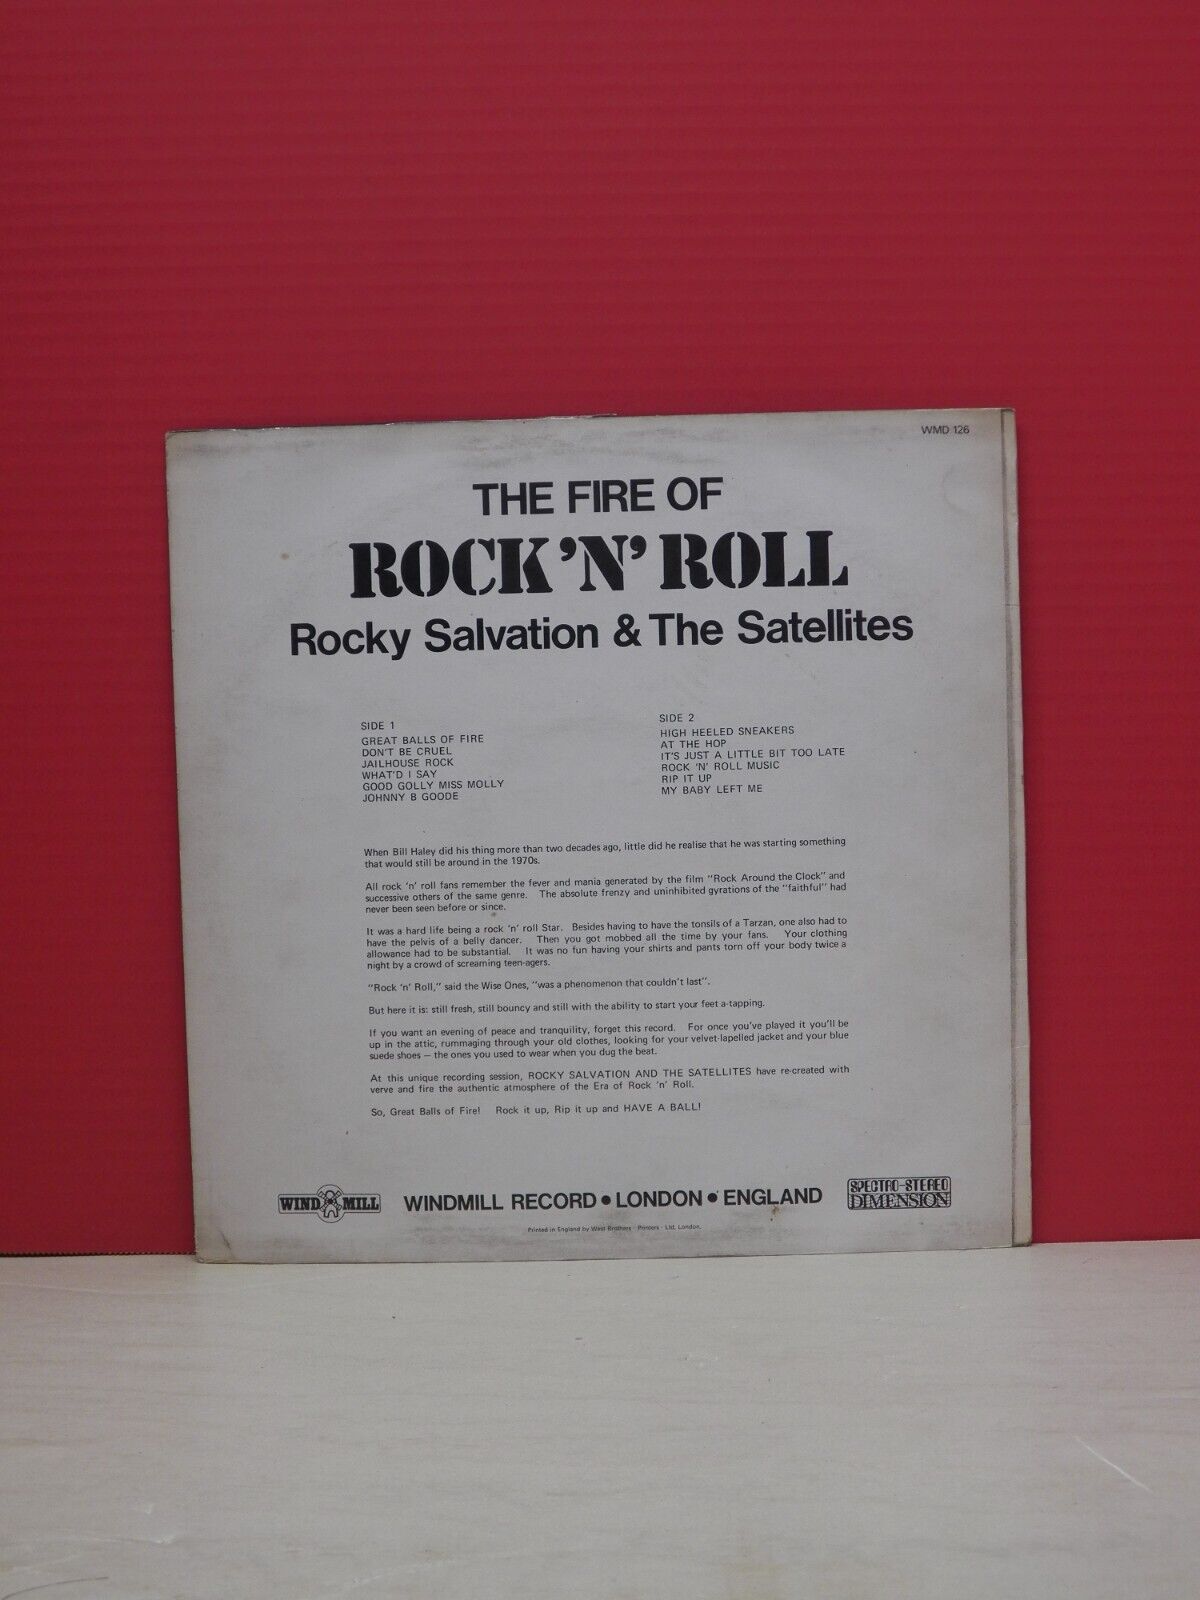 WMD 126
THE FIRE OF
ROCK 'N' ROLL
Rocky Salvation & The Satellites
SIDE 1
GREAT BALLS OF FIRE
DON'T BE CRUEL
JAILHOUSE ROCK
WHAT'D I SAY
GOOD GOLLY MISS MOLLY
JOHNNY B GOODE
SIDE 2
HIGH HEELED SNEAKERS
AT THE HOP
IT'S JUST A LITTLE BIT TOO LATE
ROCK 'N' ROLL MUSIC
RIP IT UP
MY BABY LEFT ME
When Bill Haley did his thing more than two decades ago, little did he realise that he was starting something
that would still be around in the 1970s.
All rock 'n' roll fans remember the fever and mania generated by the film "Rock Around the Clock" and
successive others of the same genre. The absolute frenzy and uninhibited gyrations of the "faithful" had
never been seen before or since.
It was a hard life being a rock 'n' roll Star. Besides having to have the tonsils of a Tarzan, one also had to
have the pelvis of a belly dancer. Then you got mobbed all the time by your fans. Your clothing
allowance had to be substantial. It was no fun having your shirts and pants torn off your body twice a
night by a crowd of screaming teen-agers.
"Rock 'n' Roll," said the Wise Ones, "was a phenomenon that couldn't last".
But here it is: still fresh, still bouncy and still with the ability to start your feet a-tapping.
If you want an evening of peace and tranquility, forget this record. For once you've played it you'll be
up in the attic, rummaging through your old clothes, looking for your velvet-lapelled jacket and your blue
suede shoes — the ones you used to wear when you dug the beat.
At this unique recording session, ROCKY SALVATION AND THE SATELLITES have re-created with
verve and fire the authentic atmosphere of the Era of Rock 'n' Roll.
So, Great Balls of Fire! Rock it up, Rip it up and HAVE A BALL!
WIND MILL
WINDMILL RECORD • LONDON • ENGLAND
SPECTRO-STEREO
DIMENSION
Printed in England by West Brothers · Printers · Ltd, London.